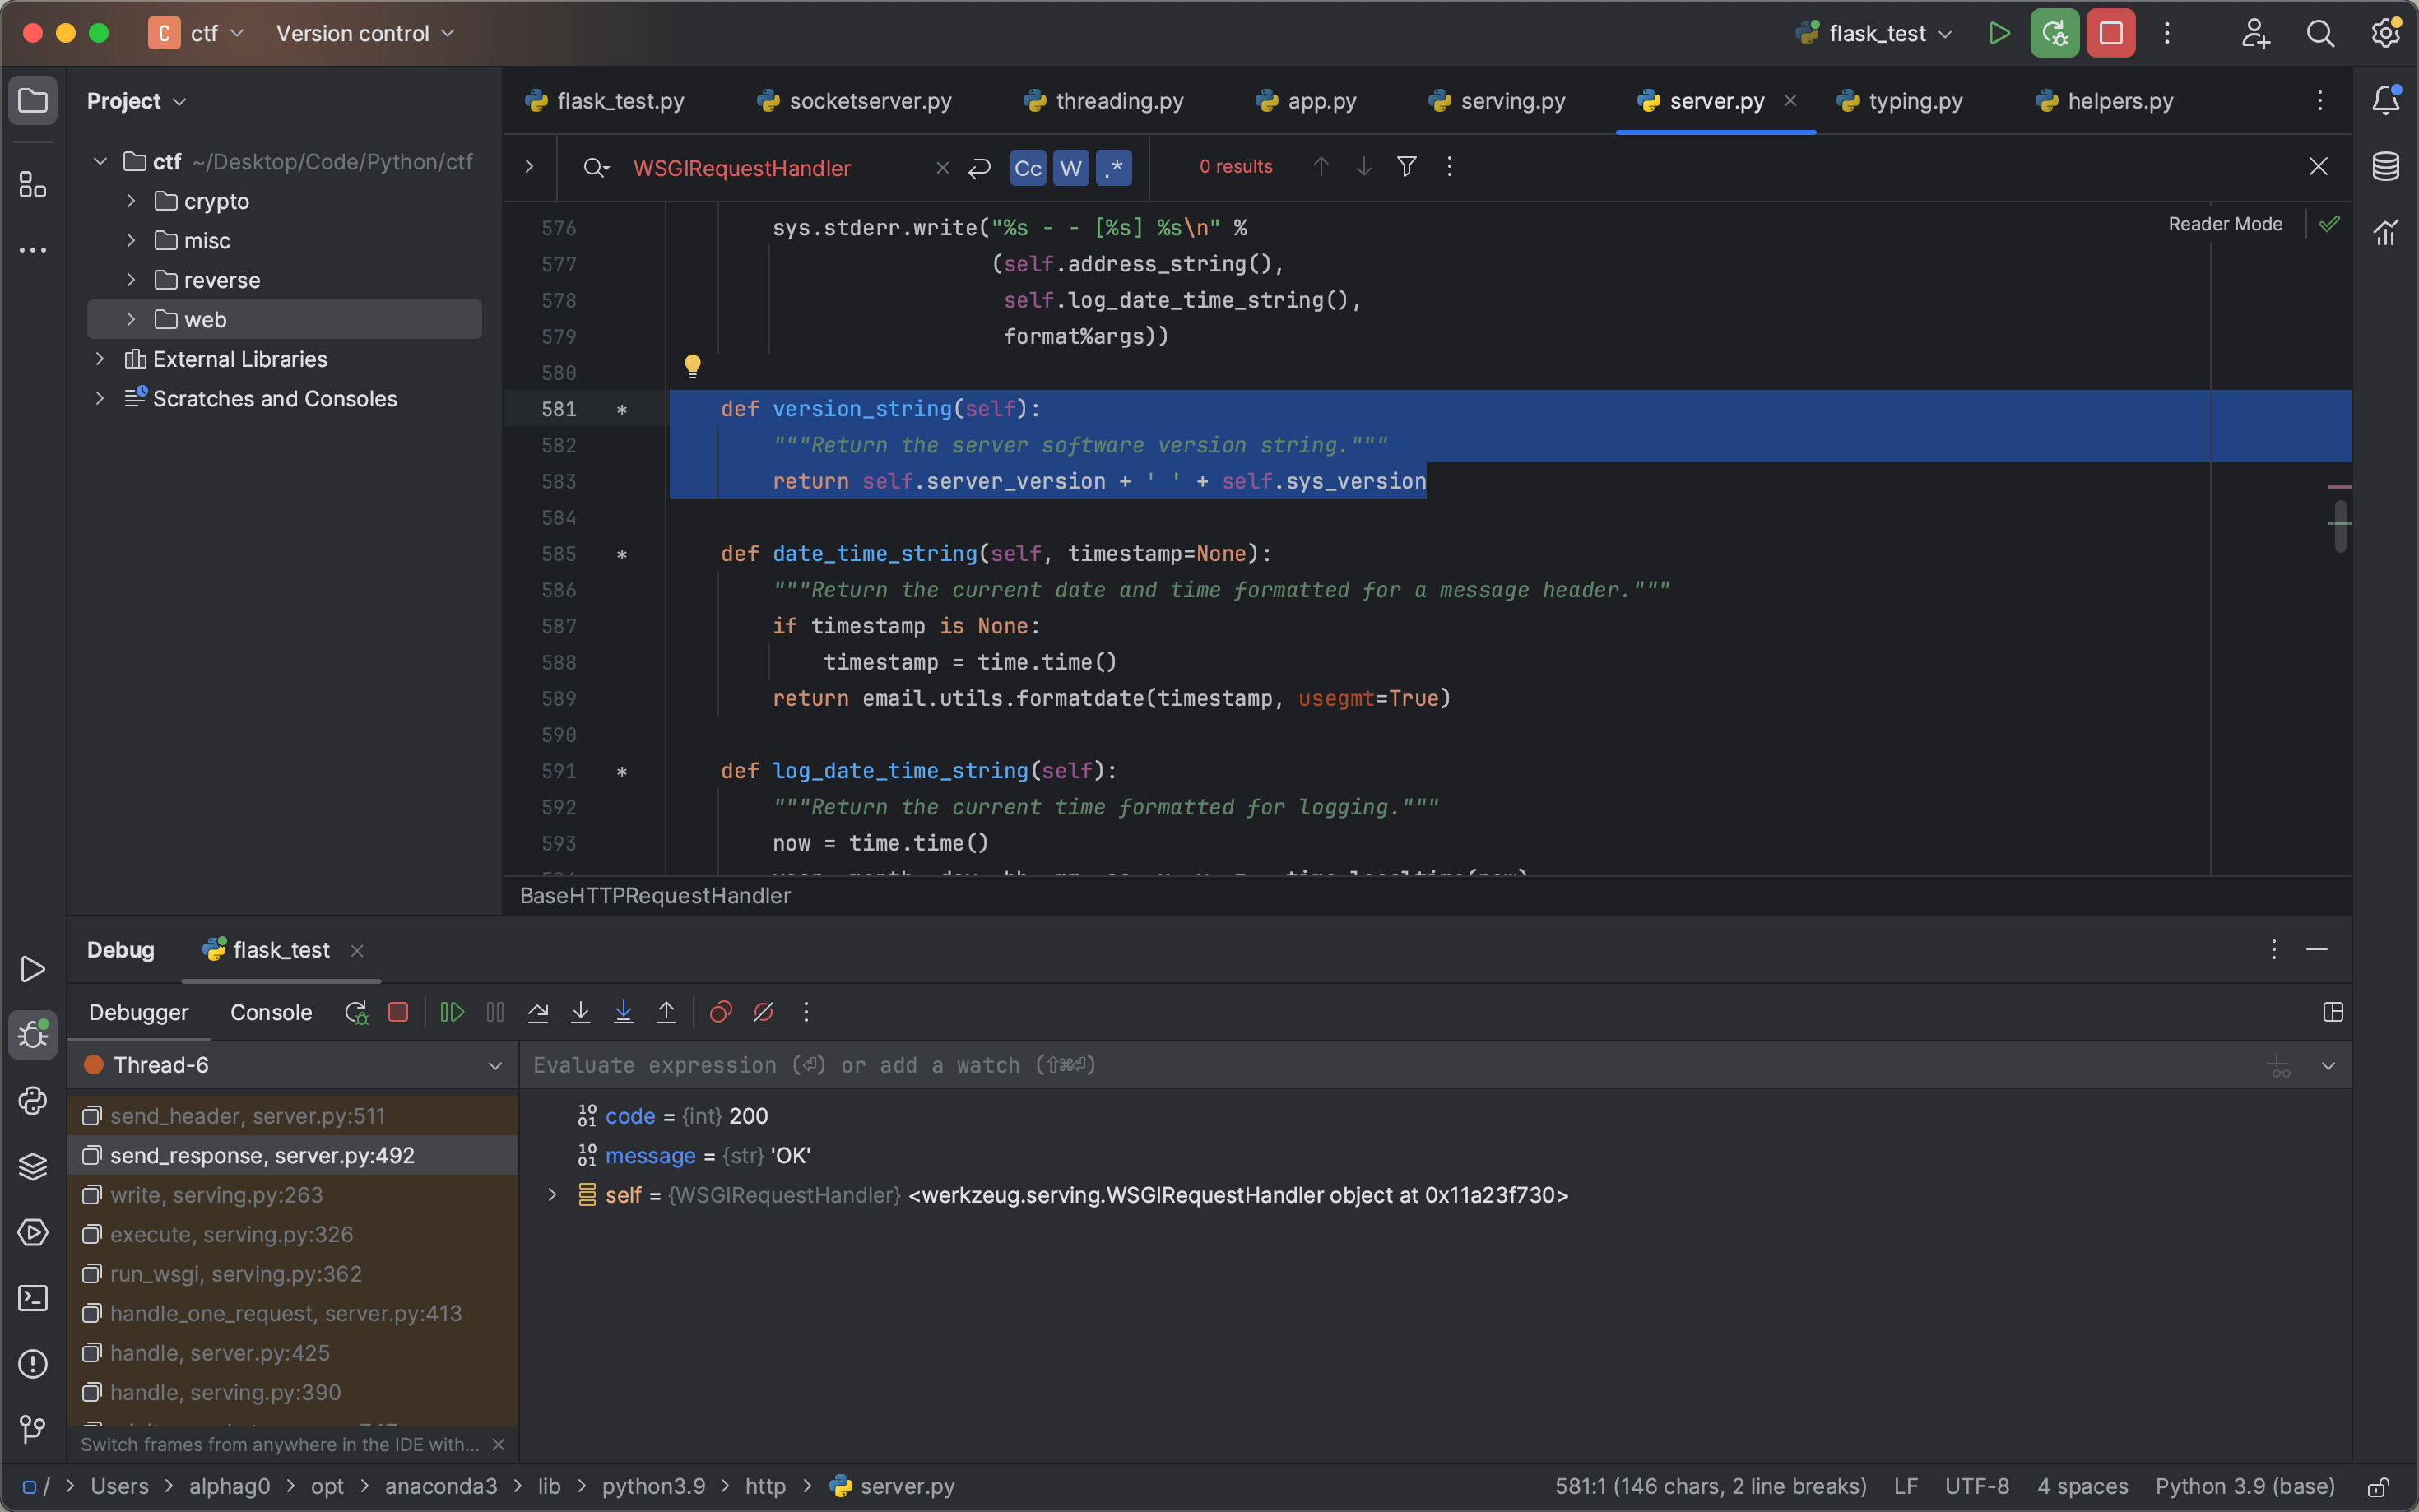 C ctf Version control flask_test
Project
flask_test.py socketserver.py threading.py app.py serving.py server.py typing.py helpers.py
ctf ~/Desktop/Code/Python/ctf
crypto
misc
reverse
web
External Libraries
Scratches and Consoles
WSGIRequestHandler Cc W .* 0 results
Reader Mode
576 sys.stderr.write("%s - - [%s] %s\n" %
577 (self.address_string(),
578 self.log_date_time_string(),
579 format%args))
580
581 * def version_string(self):
582 """Return the server software version string."""
583 return self.server_version + ' ' + self.sys_version
584
585 * def date_time_string(self, timestamp=None):
586 """Return the current date and time formatted for a message header."""
587 if timestamp is None:
588 timestamp = time.time()
589 return email.utils.formatdate(timestamp, usegmt=True)
590
591 * def log_date_time_string(self):
592 """Return the current time formatted for logging."""
593 now = time.time()
BaseHTTPRequestHandler
Debug flask_test
Debugger Console
Thread-6
Evaluate expression (⏎) or add a watch (⇧⌘⏎)
send_header, server.py:511
send_response, server.py:492
write, serving.py:263
execute, serving.py:326
run_wsgi, serving.py:362
handle_one_request, server.py:413
handle, server.py:425
handle, serving.py:390
Switch frames from anywhere in the IDE with...
code = {int} 200
message = {str} 'OK'
self = {WSGIRequestHandler} <werkzeug.serving.WSGIRequestHandler object at 0x11a23f730>
/ > Users > alphag0 > opt > anaconda3 > lib > python3.9 > http > server.py
581:1 (146 chars, 2 line breaks) LF UTF-8 4 spaces Python 3.9 (base)